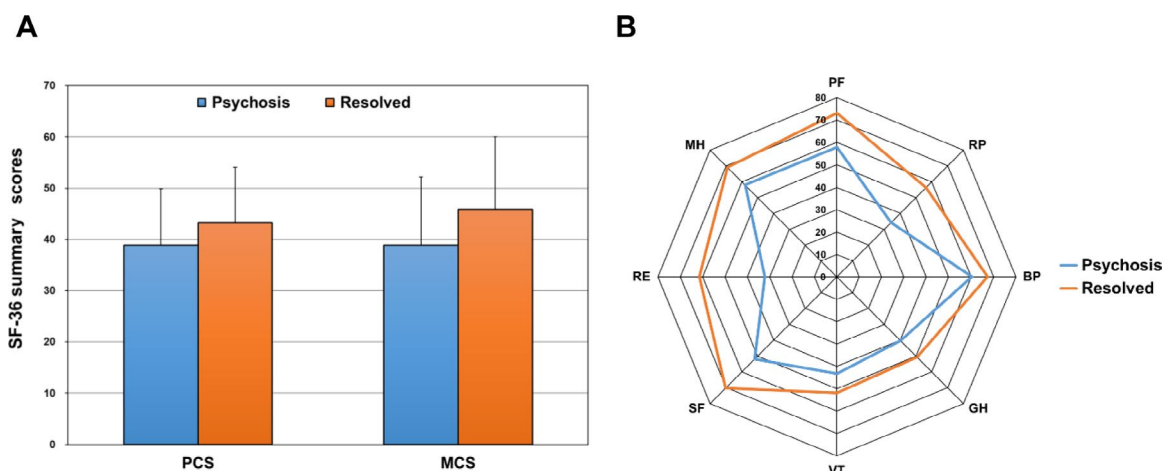 A
B
SF-36 summary scores
70
60
50
40
30
20
10
0
Psychosis
Resolved
PCS
MCS
PF
RP
BP
GH
VT
SF
RE
MH
80
70
60
50
40
30
20
10
0
Psychosis
Resolved